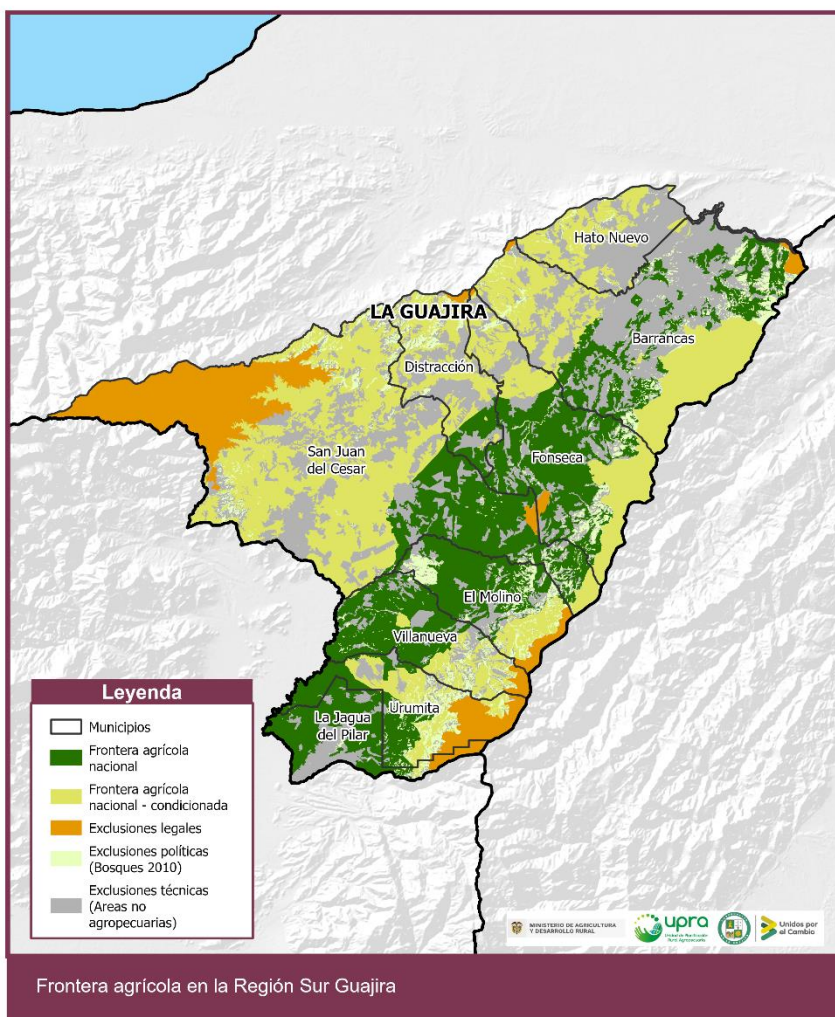 Hato Nuevo
LA GUAJIRA
Barrancas
Distracción
San Juan
del Cesar
Fonseca
El Molino
Villanueva
Urumita
La Jagua
del Pilar
Leyenda
Municipios
Frontera agrícola
nacional
Frontera agrícola
nacional - condicionada
Exclusiones legales
Exclusiones políticas
(Bosques 2010)
Exclusiones técnicas
(Areas no
agropecuarias)
MINISTERIO DE AGRICULTURA
Y DESARROLLO RURAL
upra
Unidos por
el Cambio
Frontera agrícola en la Región Sur Guajira